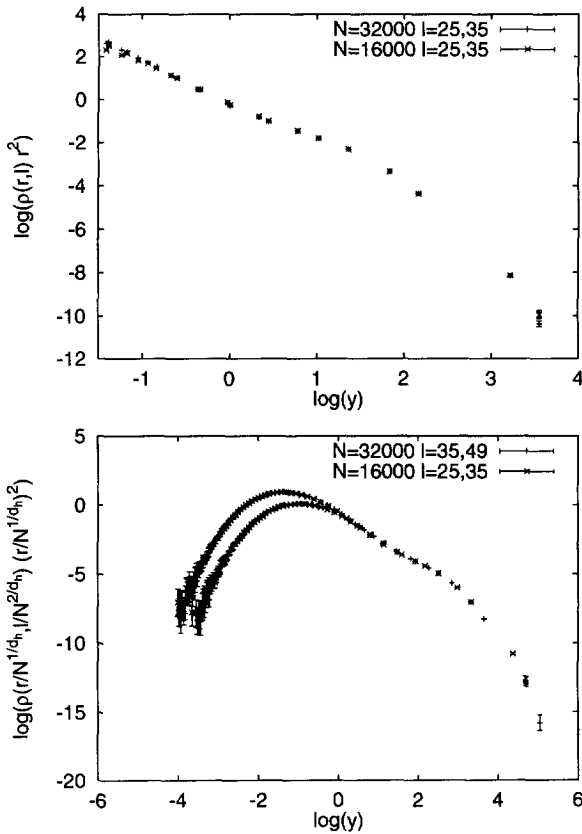 4
2
0
-2
-4
-6
-8
-10
-12
log(ρ(r,l) r²)
N=32000 l=25,35
N=16000 l=25,35
-1 0 1 2 3 4
log(y)
5
0
-5
-10
-15
-20
log(ρ(r/N^{1/d_h},l/N^{2/d_h}) (r/N^{1/d_h})²)
N=32000 l=35,49
N=16000 l=25,35
-6 -4 -2 0 2 4 6
log(y)